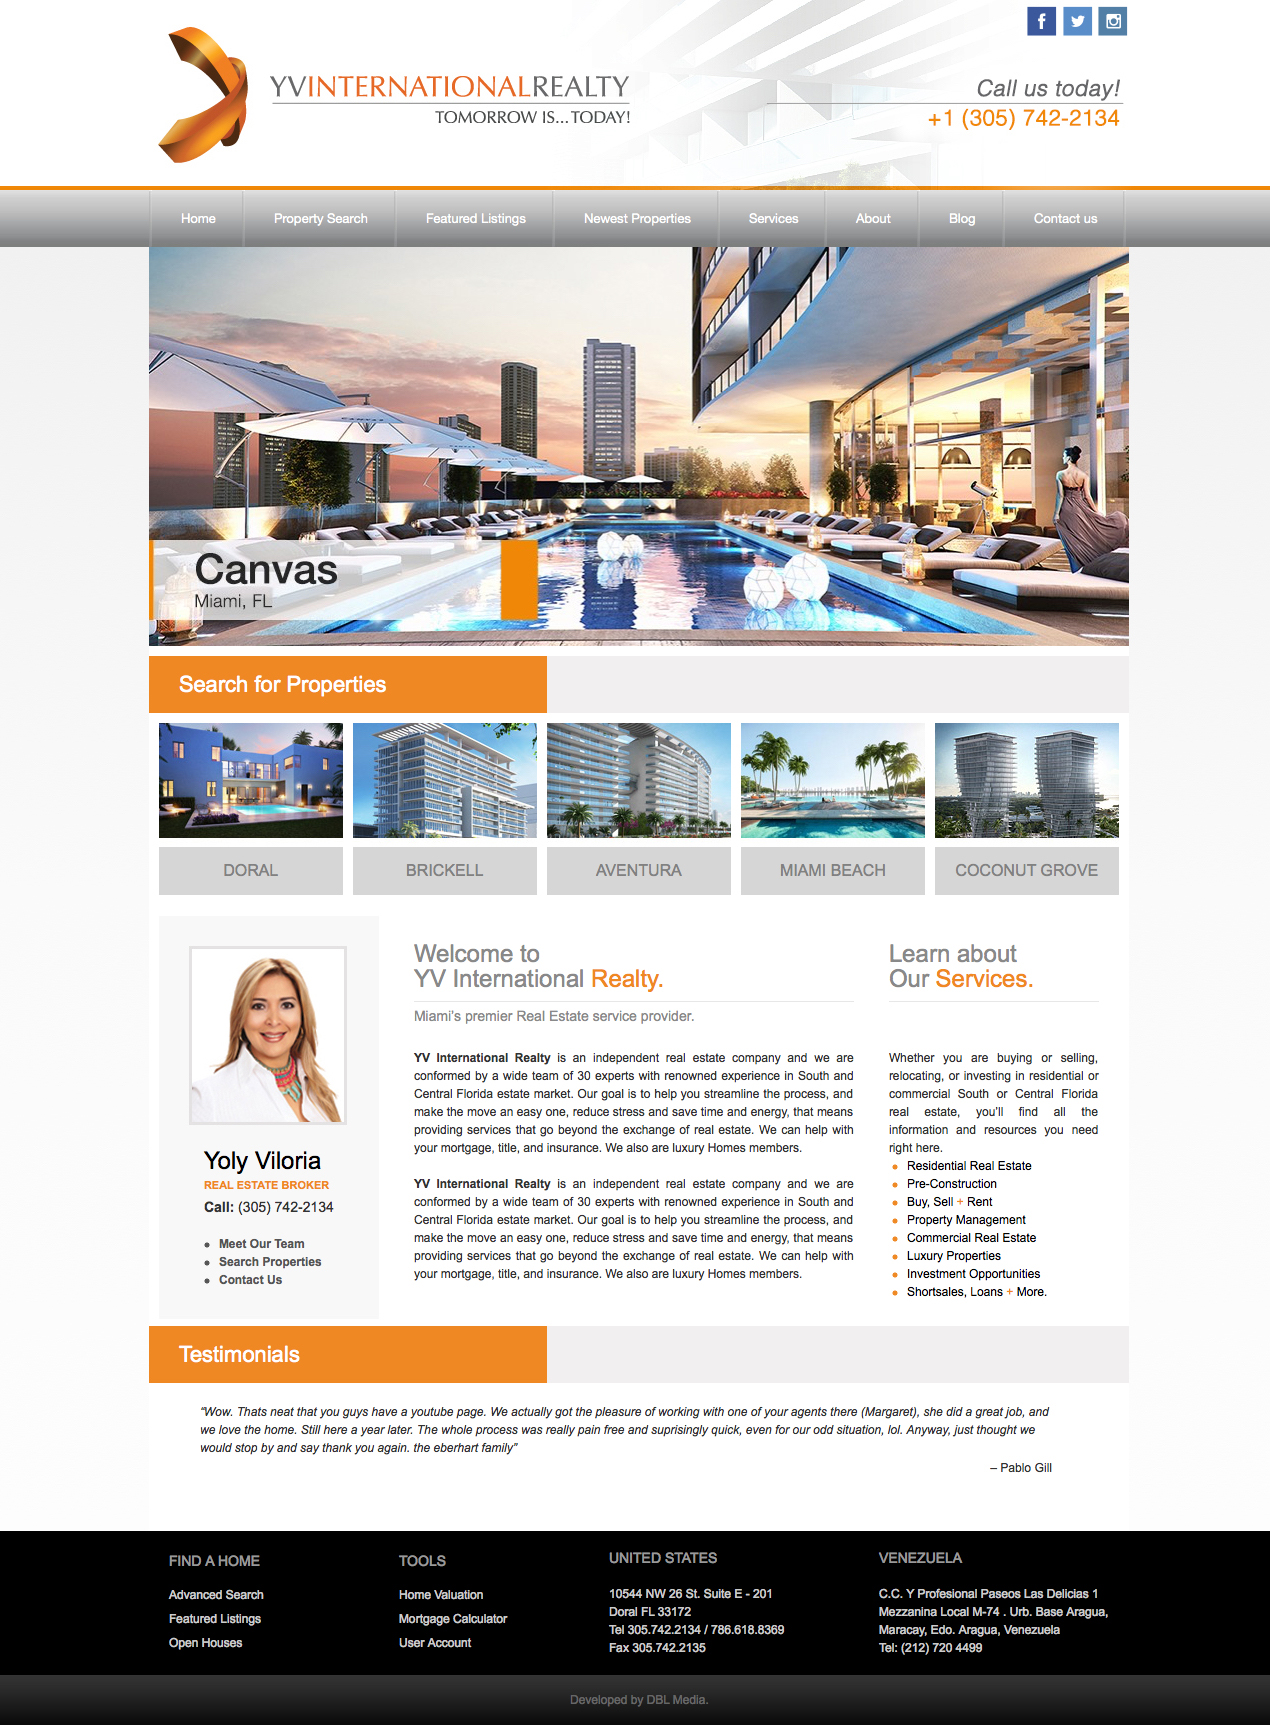 YVINTERNATIONALREALTY
TOMORROW IS... TODAY!
Call us today!
+1 (305) 742-2134
Home
Property Search
Featured Listings
Newest Properties
Services
About
Blog
Contact us
Canvas
Miami, FL
Search for Properties
DORAL
BRICKELL
AVENTURA
MIAMI BEACH
COCONUT GROVE
Yoly Viloria
REAL ESTATE BROKER
Call: (305) 742-2134
Meet Our Team
Search Properties
Contact Us
Welcome to
YV International Realty.
Miami's premier Real Estate service provider.
YV International Realty is an independent real estate company and we are
conformed by a wide team of 30 experts with renowned experience in South and
Central Florida estate market. Our goal is to help you streamline the process, and
make the move an easy one, reduce stress and save time and energy, that means
providing services that go beyond the exchange of real estate. We can help with
your mortgage, title, and insurance. We also are luxury Homes members.
YV International Realty is an independent real estate company and we are
conformed by a wide team of 30 experts with renowned experience in South and
Central Florida estate market. Our goal is to help you streamline the process, and
make the move an easy one, reduce stress and save time and energy, that means
providing services that go beyond the exchange of real estate. We can help with
your mortgage, title, and insurance. We also are luxury Homes members.
Learn about
Our Services.
Whether you are buying or selling,
relocating, or investing in residential or
commercial South or Central Florida
real estate, you'll find all the
information and resources you need
right here.
Residential Real Estate
Pre-Construction
Buy, Sell + Rent
Property Management
Commercial Real Estate
Luxury Properties
Investment Opportunities
Shortsales, Loans + More.
Testimonials
“Wow. Thats neat that you guys have a youtube page. We actually got the pleasure of working with one of your agents there (Margaret), she did a great job, and
we love the home. Still here a year later. The whole process was really pain free and suprisingly quick, even for our odd situation, lol. Anyway, just thought we
would stop by and say thank you again. the eberhart family”
– Pablo Gill
FIND A HOME
Advanced Search
Featured Listings
Open Houses
TOOLS
Home Valuation
Mortgage Calculator
User Account
UNITED STATES
10544 NW 26 St. Suite E - 201
Doral FL 33172
Tel 305.742.2134 / 786.618.8369
Fax 305.742.2135
VENEZUELA
C.C. Y Profesional Paseos Las Delicias 1
Mezzanina Local M-74 . Urb. Base Aragua,
Maracay, Edo. Aragua, Venezuela
Tel: (212) 720 4499
Developed by DBL Media.